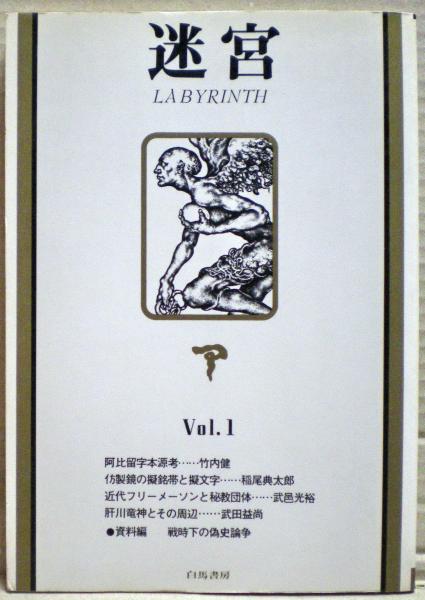 迷宮
LABYRINTH
Vol.1
阿比留字本源考……竹内健
仿製鏡の擬銘帯と擬文字……稲尾典太郎
近代フリーメーソンと秘教団体……武邑光裕
肝川竜神とその周辺……武田益尚
●資料編 戦時下の偽史論争
白馬書房